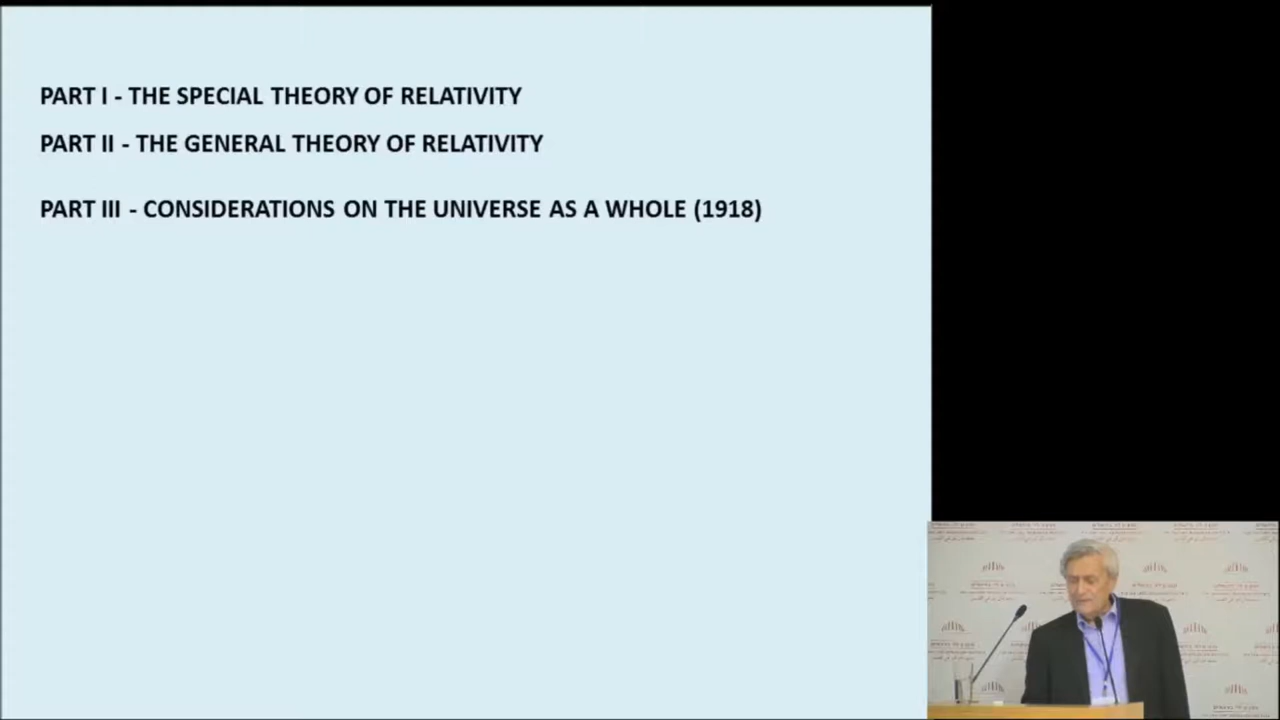 PART I - THE SPECIAL THEORY OF RELATIVITY
PART II - THE GENERAL THEORY OF RELATIVITY
PART III - CONSIDERATIONS ON THE UNIVERSE AS A WHOLE (1918)